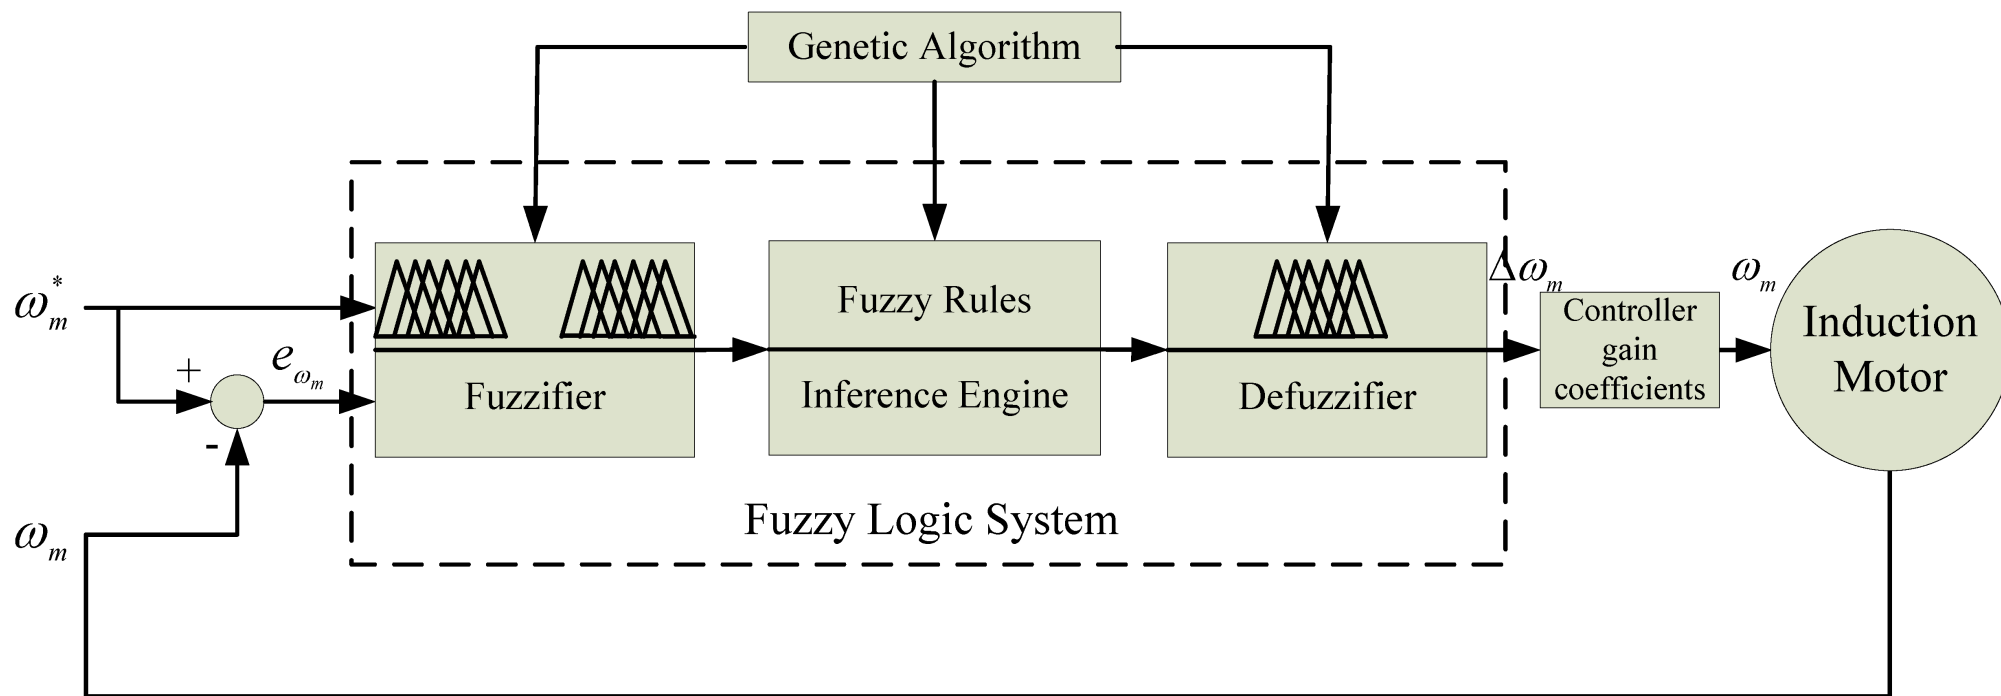 Genetic Algorithm
ω*ₘ
+
-
e_ωₘ
ωₘ
Fuzzy Rules
Inference Engine
Fuzzifier
Defuzzifier
Fuzzy Logic System
Δωₘ
Controller
gain
coefficients
ωₘ
Induction
Motor